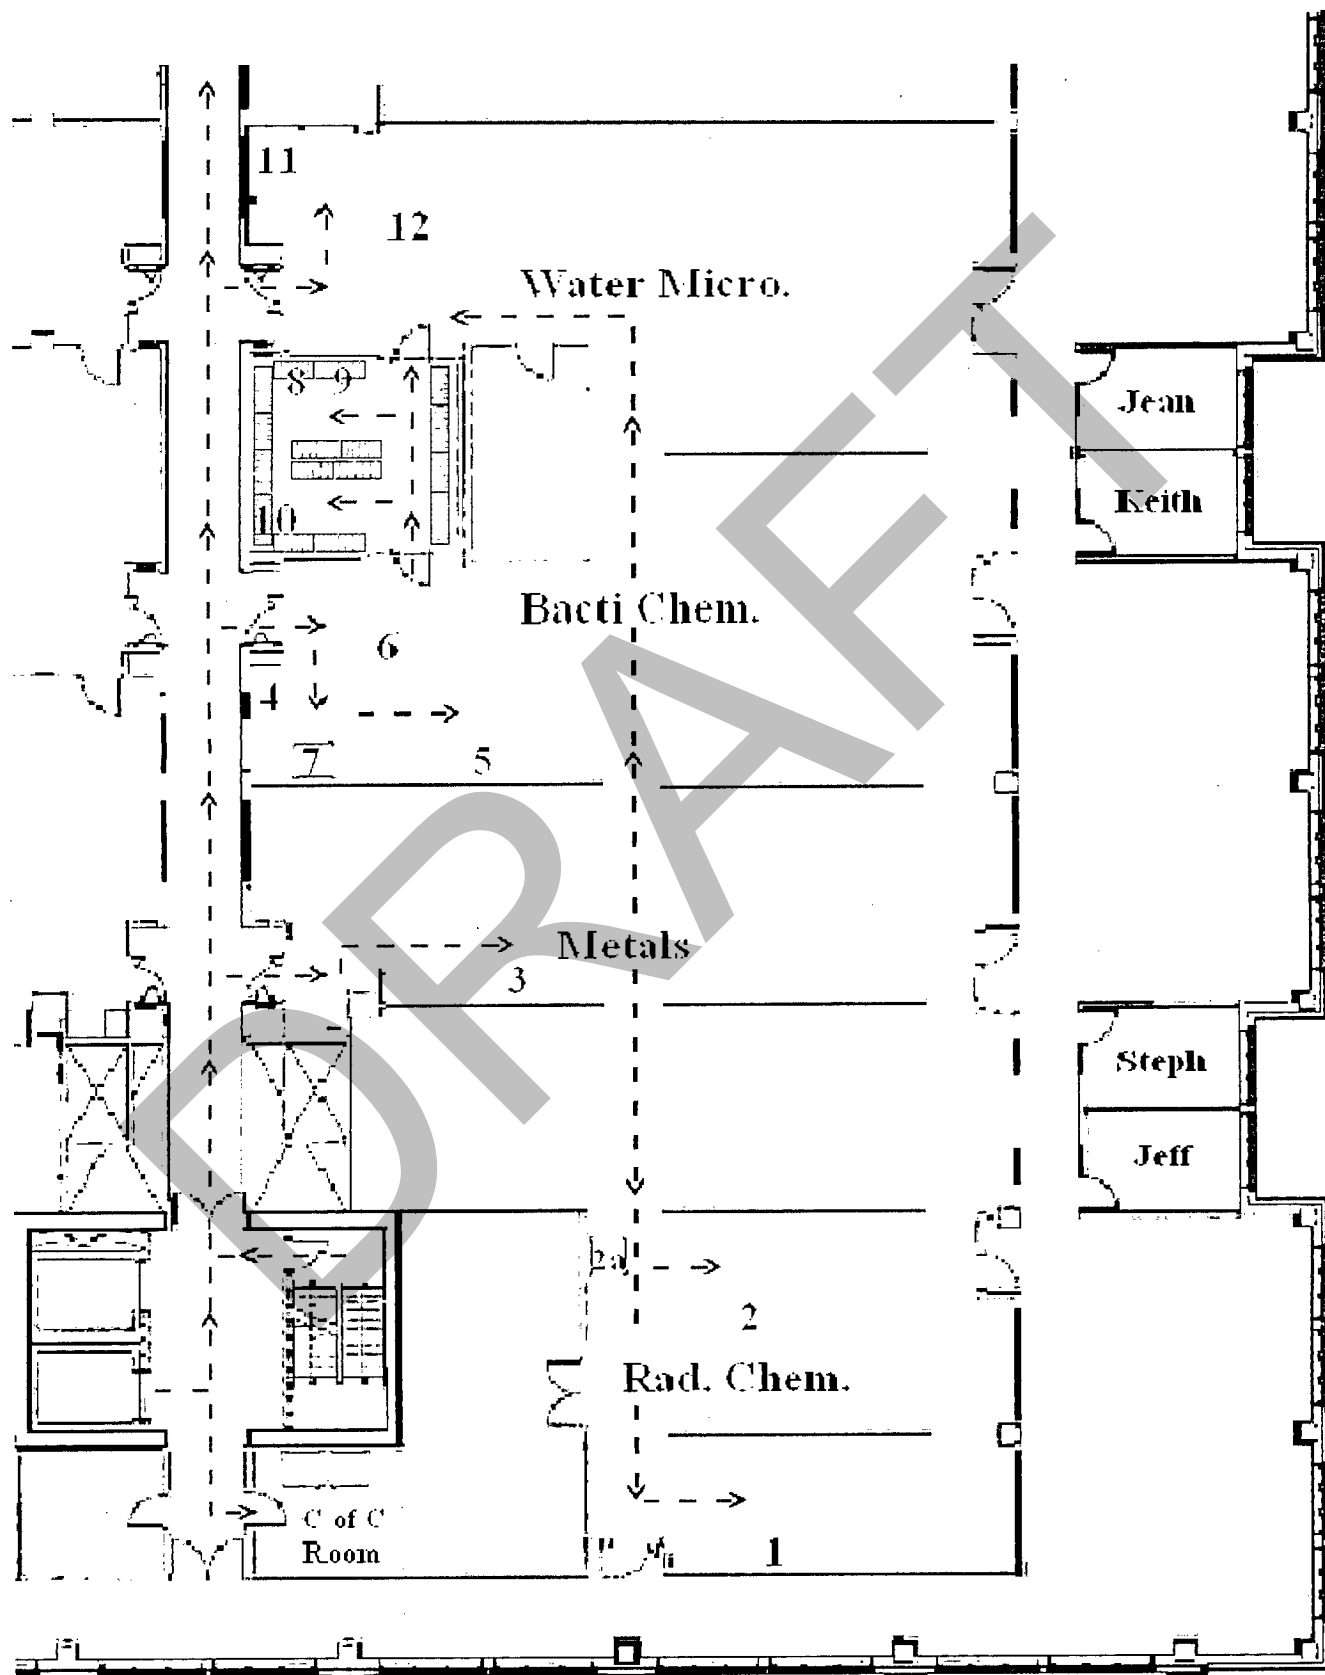 11
12
Water Micro.
8 9
Jean
Keith
10
Bacti Chem.
6
4
7
5
Metals
3
Steph
Jeff
2a
2
Rad. Chem.
C of C
Room
1
DRAFT